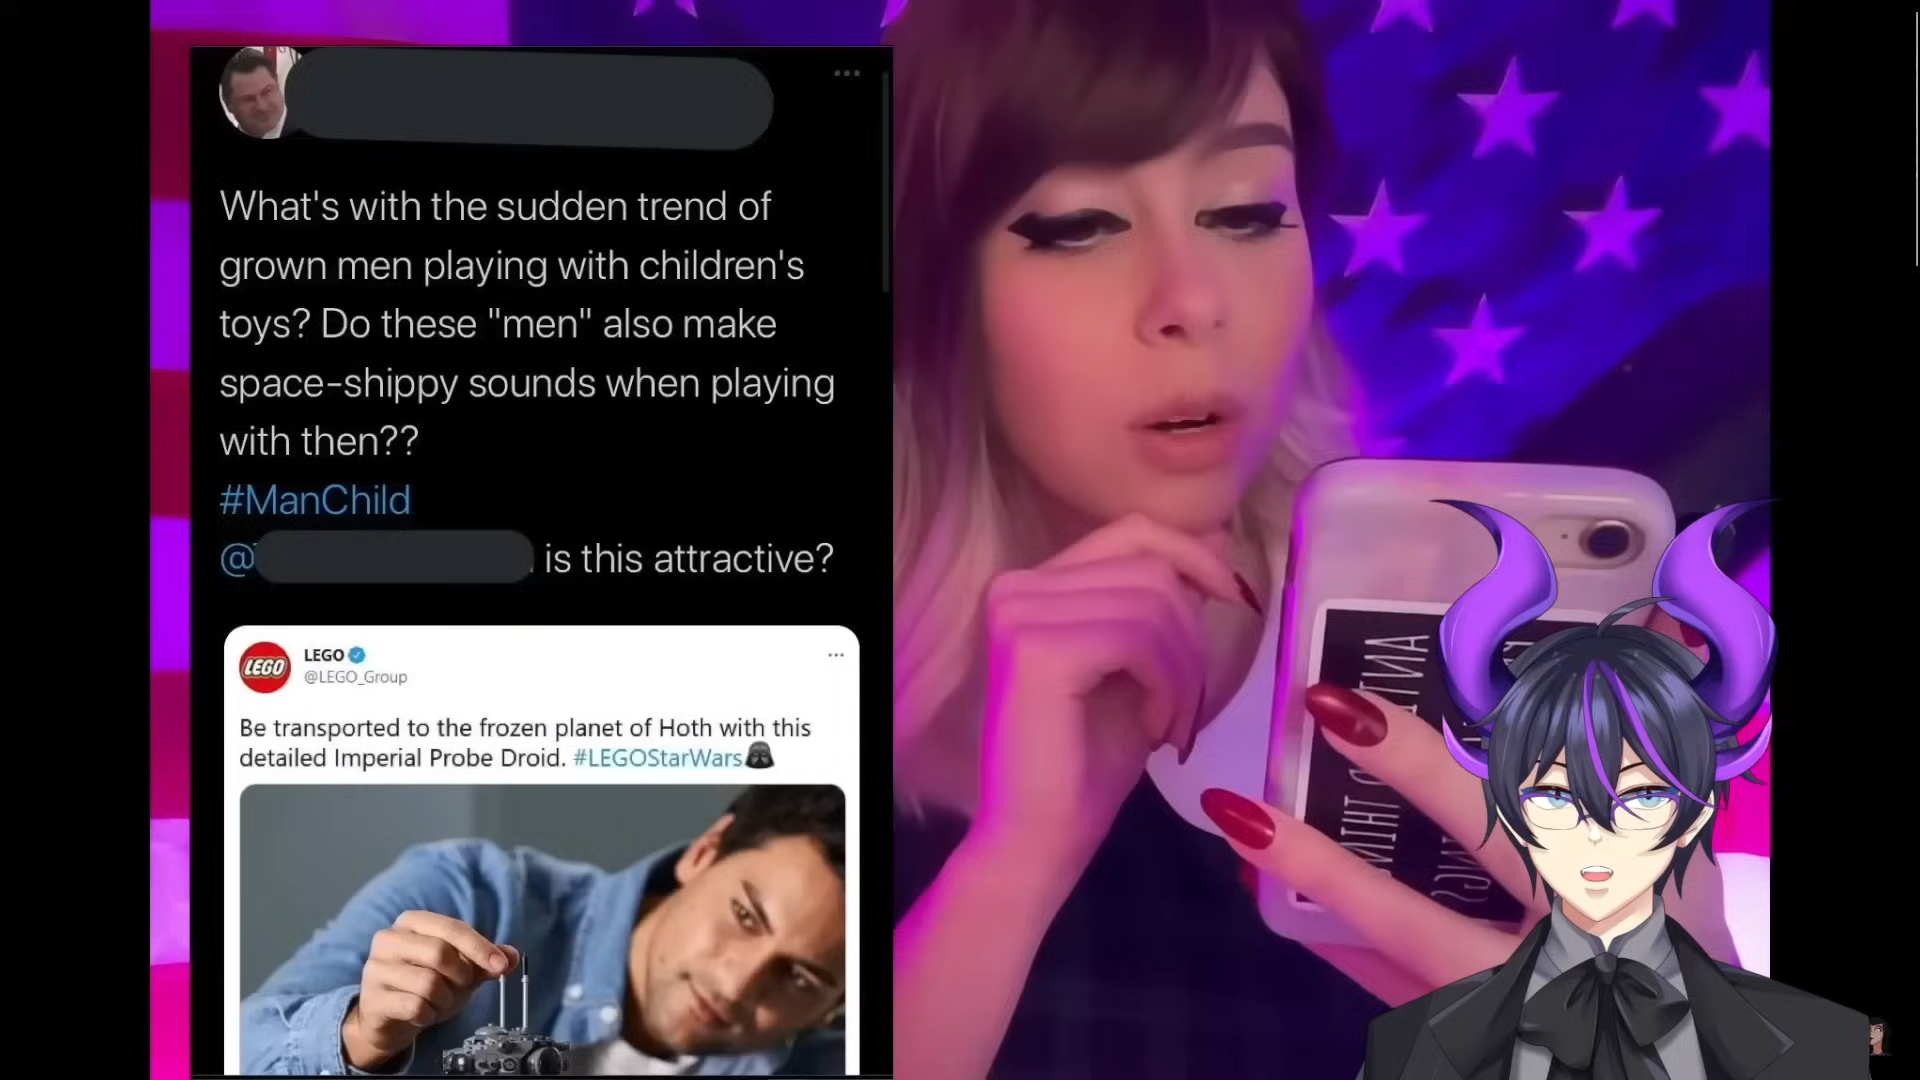 What's with the sudden trend of
grown men playing with children's
toys? Do these "men" also make
space-shippy sounds when playing
with then??
#ManChild
@ is this attractive?
LEGO
LEGO
@LEGO_Group
Be transported to the frozen planet of Hoth with this
detailed Imperial Probe Droid. #LEGOStarWars